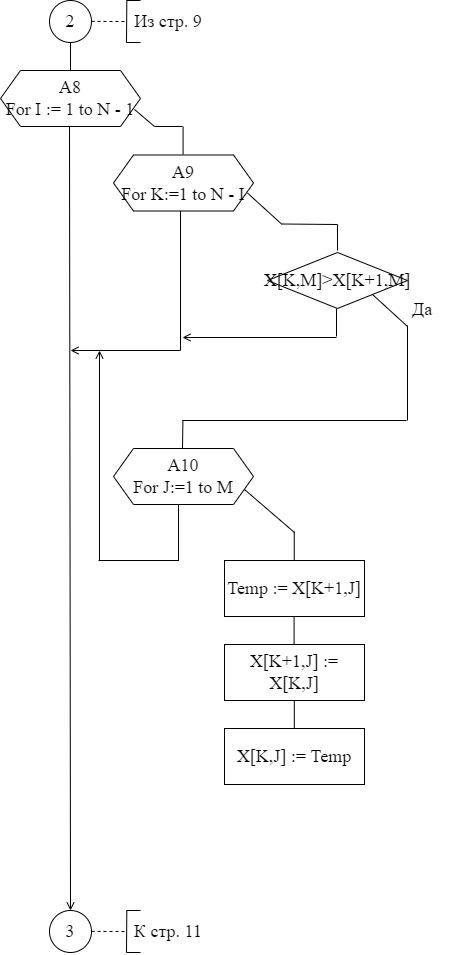 2
Из стр. 9
A8
For I := 1 to N - 1
A9
For K:=1 to N - I
X[K,M]>X[K+1,M]
Да
A10
For J:=1 to M
Temp := X[K+1,J]
X[K+1,J] :=
X[K,J]
X[K,J] := Temp
3
К стр. 11